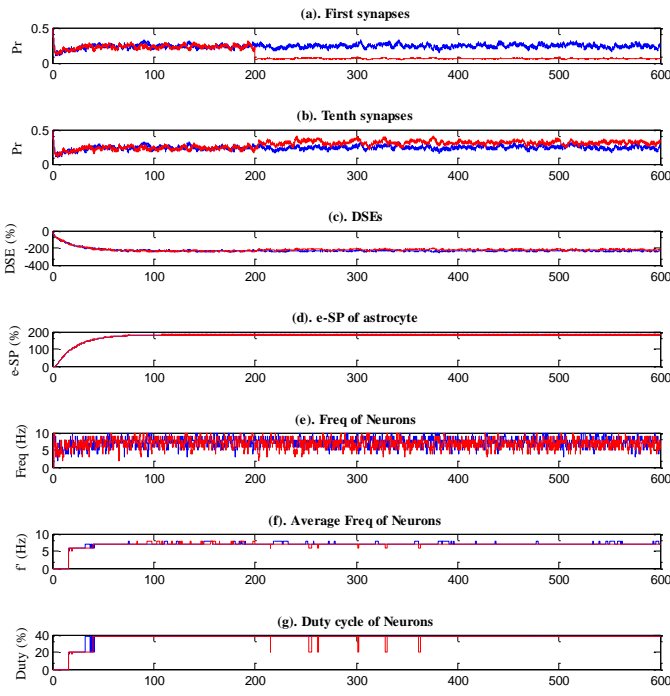 (a). First synapses
0.5
0
Pr
0 100 200 300 400 500 600
(b). Tenth synapses
0.5
0
Pr
0 100 200 300 400 500 600
(c). DSEs
0
-200
-400
DSE (%)
0 100 200 300 400 500 600
(d). e-SP of astrocyte
200
100
0
e-SP (%)
0 100 200 300 400 500 600
(e). Freq of Neurons
10
5
0
Freq (Hz)
0 100 200 300 400 500 600
(f). Average Freq of Neurons
10
5
0
f' (Hz)
0 100 200 300 400 500 600
(g). Duty cycle of Neurons
40
20
0
Duty (%)
0 100 200 300 400 500 600